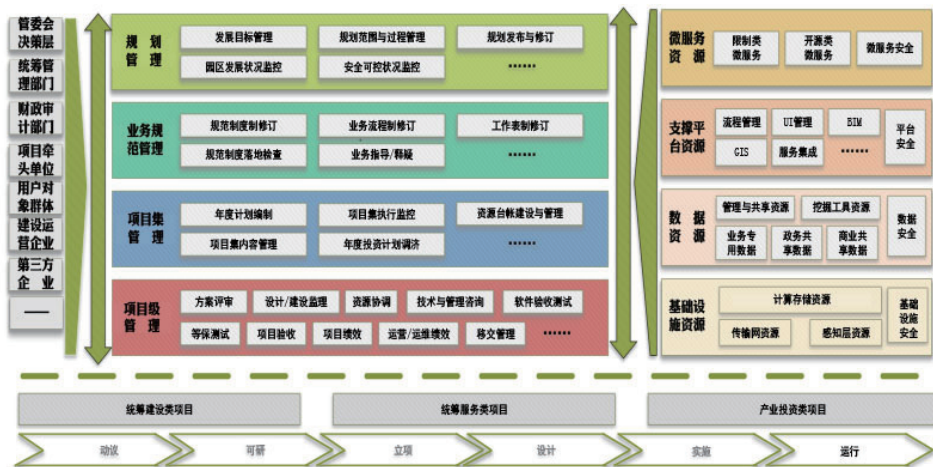 管委会
决策层
统筹管
理部门
财政审
计部门
项目牵
头单位
用户对
象群体
建设运
营企业
第三方
企 业
——
规 划
管 理
发展目标管理
规划范围与过程管理
规划发布与修订
园区发展状况监控
安全可控状况监控
······
业务规
范管理
规范制度制修订
业务流程制修订
工作表制修订
规范制度落地检查
业务指导/释疑
······
项目集
管 理
年度计划编制
项目集执行监控
资源台帐建设与管理
项目集内容管理
年度投资计划调济
······
项目级
管 理
方案评审
设计/建设监理
资源协调
技术与管理咨询
软件验收测试
等保测试
项目验收
项目绩效
运营/运维绩效
移交管理
······
微服务
资 源
限制类
微服务
开源类
微服务
微服务安全
支撑平
台资源
流程管理
UI管理
BIM
GIS
服务集成
······
平台
安全
数 据
资 源
管理与共享资源
挖掘工具资源
业务专
用数据
政务共
享数据
商业共
享数据
数据
安全
基础设
施资源
计算存储资源
传输网资源
感知层资源
基础
设施
安全
统筹建设类项目
统筹服务类项目
产业投资类项目
动议
可研
立项
设计
实施
运行